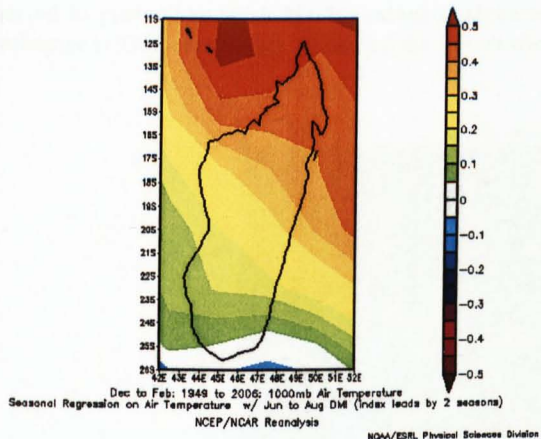 11S
12S
13S
14S
15S
16S
17S
18S
19S
20S
21S
22S
23S
24S
25S
26S
42E 43E 44E 45E 46E 47E 48E 49E 50E 51E 52E
0.5
0.4
0.3
0.2
0.1
0
-0.1
-0.2
-0.3
-0.4
-0.5
Dec to Feb: 1949 to 2006: 1000mb Air Temperature
Seasonal Regression on Air Temperature w/ Jun to Aug DMI (index leads by 2 seasons)
NCEP/NCAR Reanalysis
NOAA/ESRL Physical Sciences Division